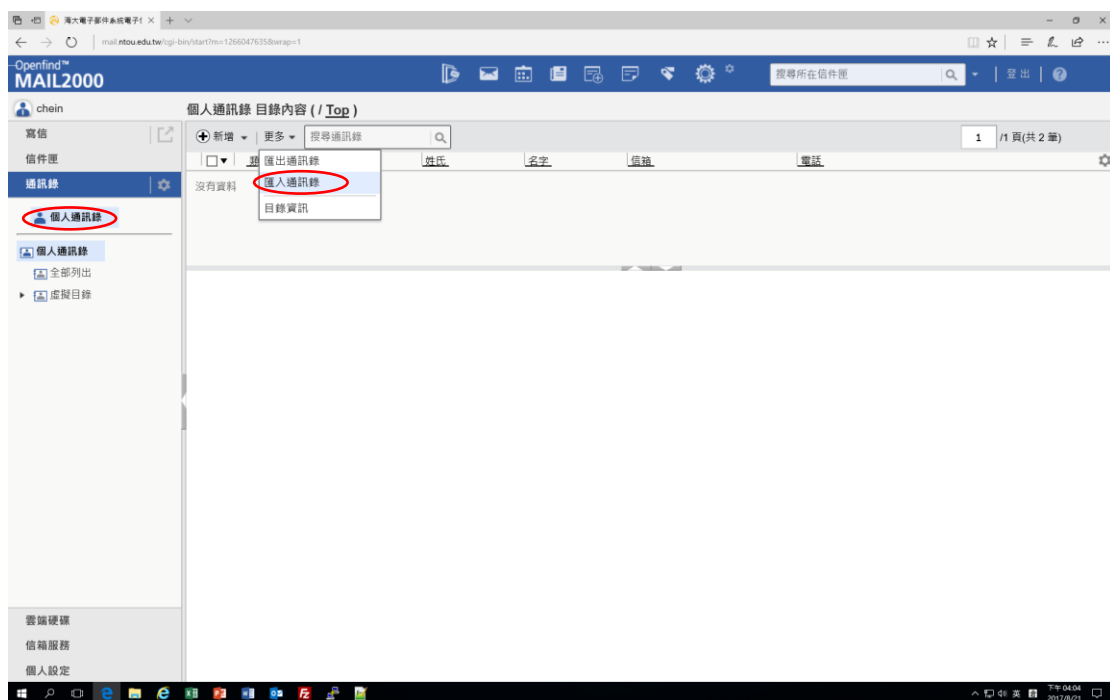 海大電子郵件系統電子
mail.ntou.edu.tw/cgi-bin/start?m=1266047635&wrap=1
Openfind™
MAIL2000
搜尋所在信件匣
登出
chein
個人通訊錄 目錄內容 ( / Top )
寫信
新增
更多
搜尋通訊錄
1 /1 頁(共 2 筆)
信件匣
匯出通訊錄
姓氏
名字
信箱
電話
通訊錄
沒有資料
匯入通訊錄
目錄資訊
個人通訊錄
個人通訊錄
全部列出
虛擬目錄
雲端硬碟
信箱服務
個人設定
英
下午 04:04
2017/8/21